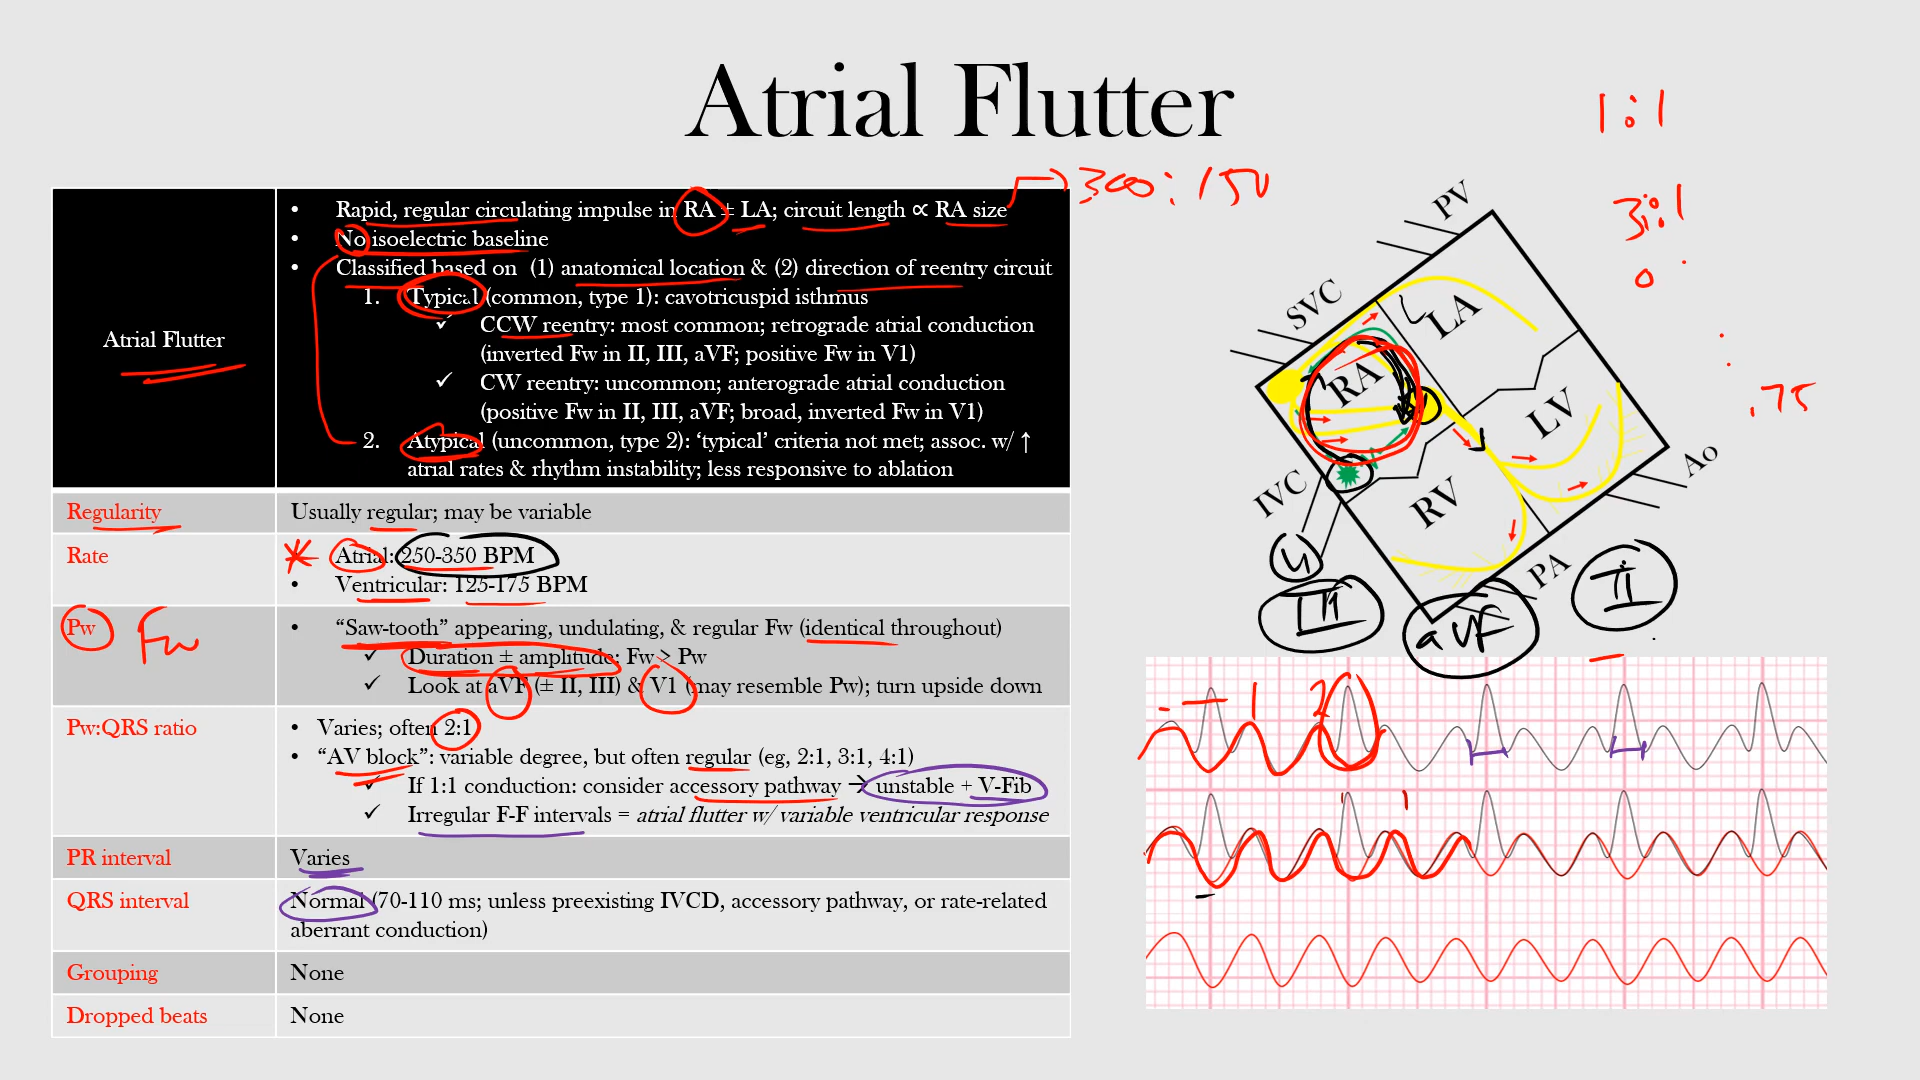 Atrial Flutter
1:1
300:150
3:1
.75
Atrial Flutter
• Rapid, regular circulating impulse in RA ± LA; circuit length ∝ RA size
• No isoelectric baseline
• Classified based on (1) anatomical location & (2) direction of reentry circuit
1. Typical (common, type 1): cavotricuspid isthmus
✓ CCW reentry: most common; retrograde atrial conduction
(inverted Fw in II, III, aVF; positive Fw in V1)
✓ CW reentry: uncommon; anterograde atrial conduction
(positive Fw in II, III, aVF; broad, inverted Fw in V1)
2. Atypical (uncommon, type 2): ‘typical’ criteria not met; assoc. w/ ↑
atrial rates & rhythm instability; less responsive to ablation
Regularity
Usually regular; may be variable
Rate
Atrial: 250-350 BPM
• Ventricular: 125-175 BPM
Pw
Fw
• “Saw-tooth” appearing, undulating, & regular Fw (identical throughout)
✓ Duration ± amplitude: Fw > Pw
✓ Look at aVF (± II, III) & V1 (may resemble Pw); turn upside down
Pw:QRS ratio
• Varies; often 2:1
• “AV block”: variable degree, but often regular (eg, 2:1, 3:1, 4:1)
✓ If 1:1 conduction: consider accessory pathway → unstable + V-Fib
✓ Irregular F-F intervals = atrial flutter w/ variable ventricular response
PR interval
Varies
QRS interval
Normal (70-110 ms; unless preexisting IVCD, accessory pathway, or rate-related
aberrant conduction)
Grouping
None
Dropped beats
None
PV
SVC
LA
RA
LV
Ao
IVC
RV
PA
III
aVF
II
1 2